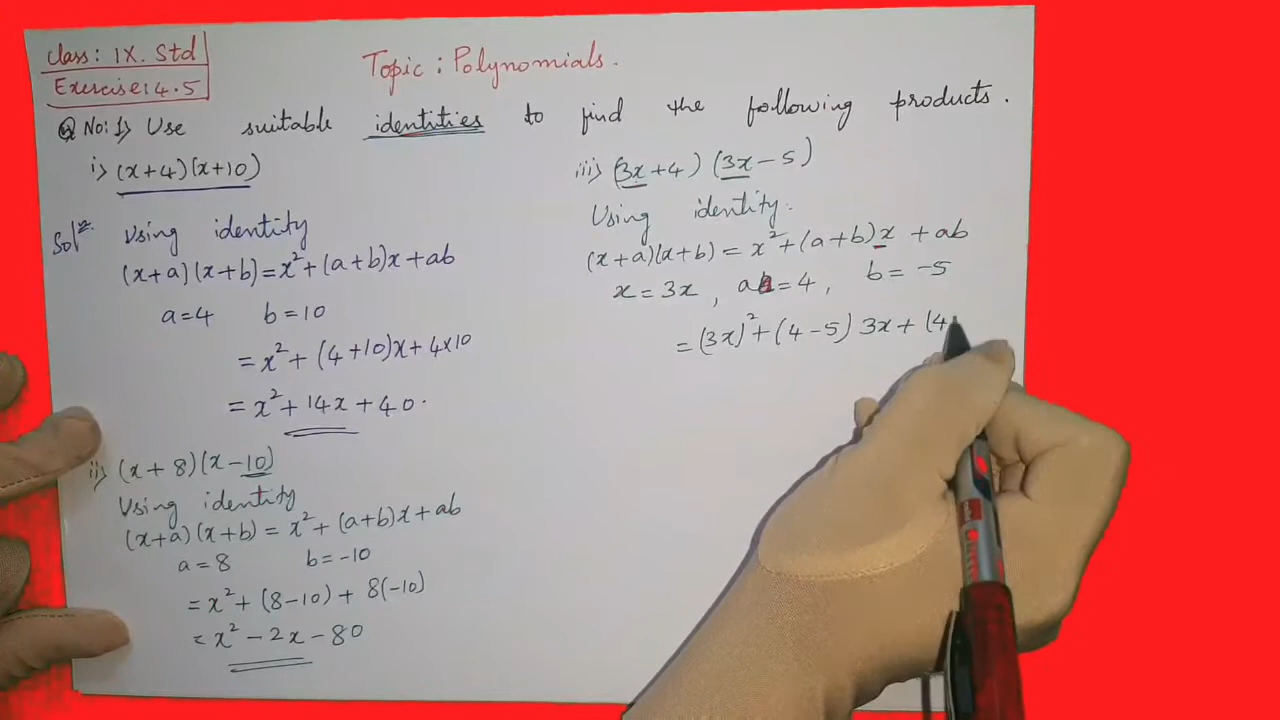 Class: IX. Std
Exercise: 4.5
Topic: Polynomials.
Q No: 1) Use suitable identities to find the following products.
i) (x+4)(x+10)
Sol
Using identity
(x+a)(x+b)=x²+(a+b)x+ab
a=4 b=10
=x²+(4+10)x+4x10
=x²+14x+40.
ii) (x+8)(x-10)
Using identity
(x+a)(x+b)=x²+(a+b)x+ab
a=8 b=-10
=x²+(8-10)+8(-10)
=x²-2x-80
iii) (3x+4)(3x-5)
Using identity.
(x+a)(x+b)=x²+(a+b)x+ab
x=3x, a=4, b=-5
=(3x)²+(4-5)3x+(4